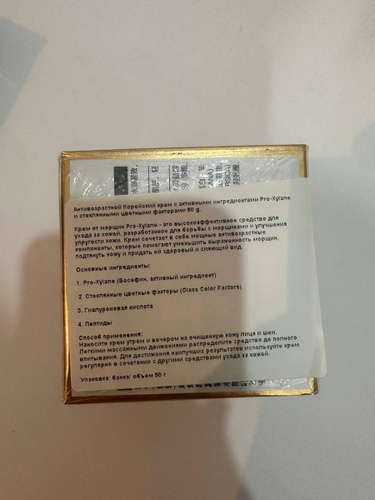 Антивозрастной Корейский крем с активными ингредиентами Pro-Xylane
и стеклянными цветными факторами 50 g.
Крем от морщин Pro-Xylane - это высокоэффективное средство для
ухода за кожей, разработанное для борьбы с морщинами и улучшения
упругости кожи. Крем сочетает в себе мощные антивозрастные
компоненты, которые помогают уменьшить выраженность морщин,
подтянуть кожу и придать ей здоровый и сияющий вид.
Основные ингредиенты:
1. Pro-Xylane (Босефин, активный ингредиент)
2. Стеклянные цветные факторы (Glass Color Factors)
3. Гиалуроновая кислота
4. Пептиды
Способ применения:
Наносите крем утром и вечером на очищенную кожу лица и шеи.
Легкими массажными движениями распределите средство до полного
впитывания. Для достижения наилучших результатов используйте крем
регулярно в сочетании с другими средствами ухода за кожей.
Упаковка: банка/ объем 50 г